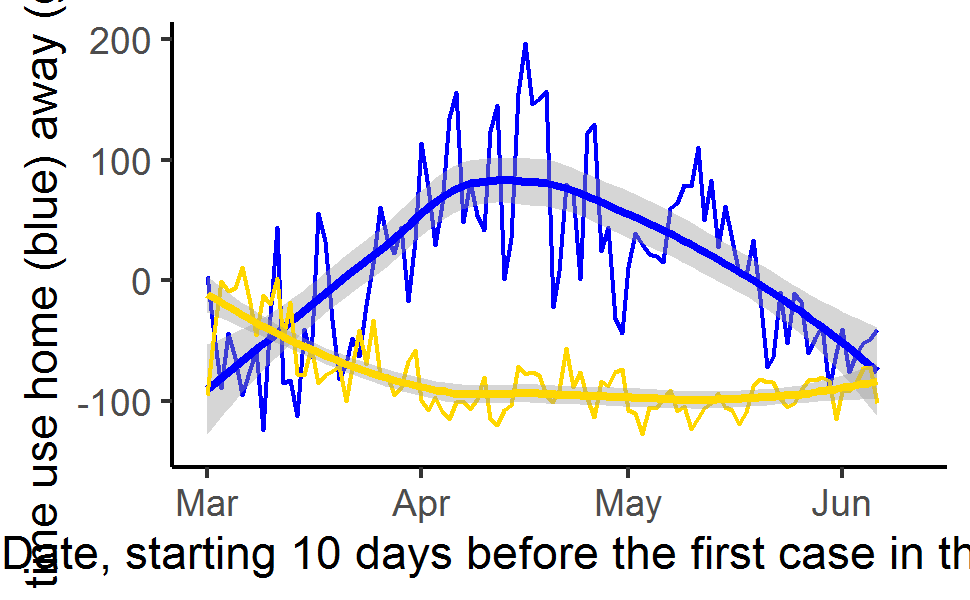 time use home (blue) away (
200
100
0
-100
Mar Apr May Jun
Date, starting 10 days before the first case in th